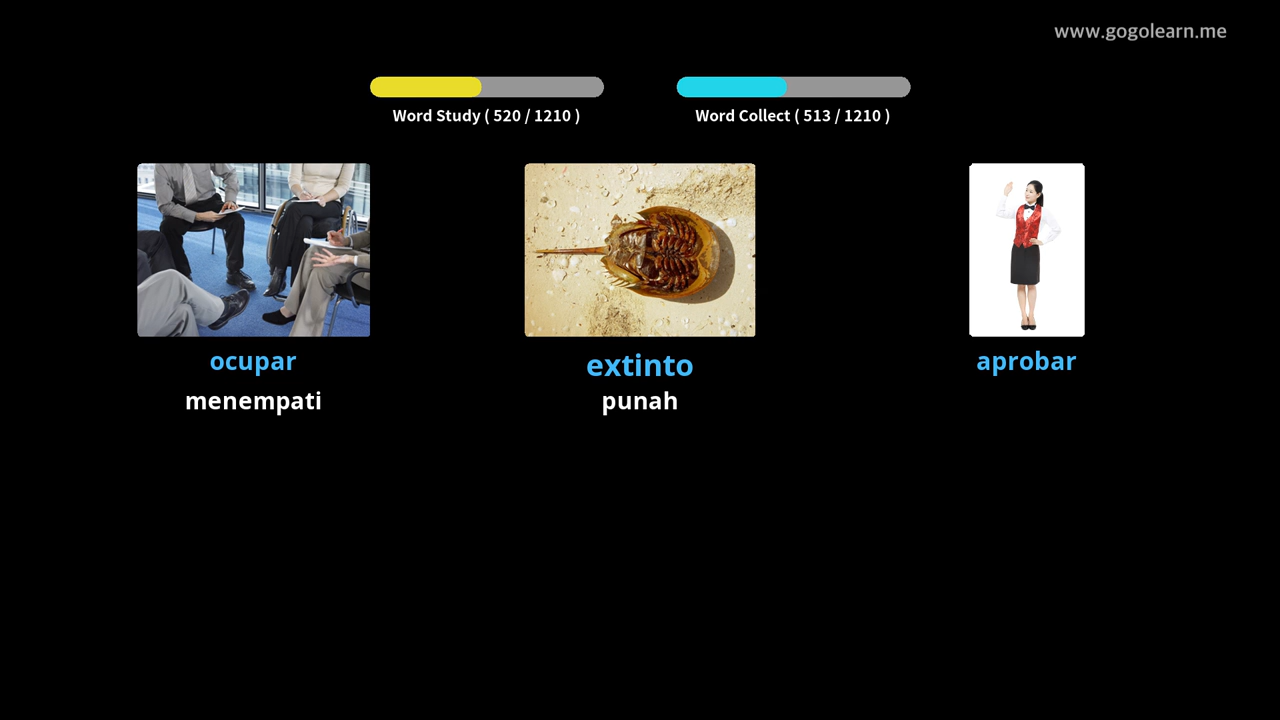 www.gogolearn.me
Word Study ( 520 / 1210 )
Word Collect ( 513 / 1210 )
ocupar
menempati
extinto
punah
aprobar